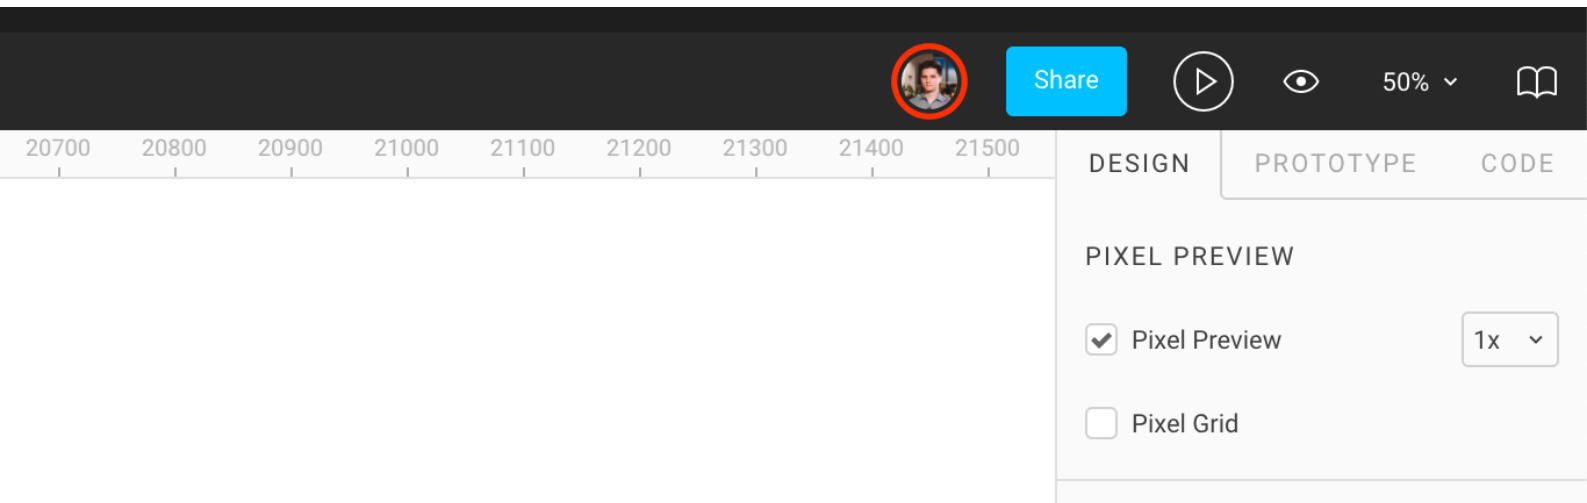 Share
50%
20700 20800 20900 21000 21100 21200 21300 21400 21500
DESIGN PROTOTYPE CODE
PIXEL PREVIEW
Pixel Preview 1x
Pixel Grid